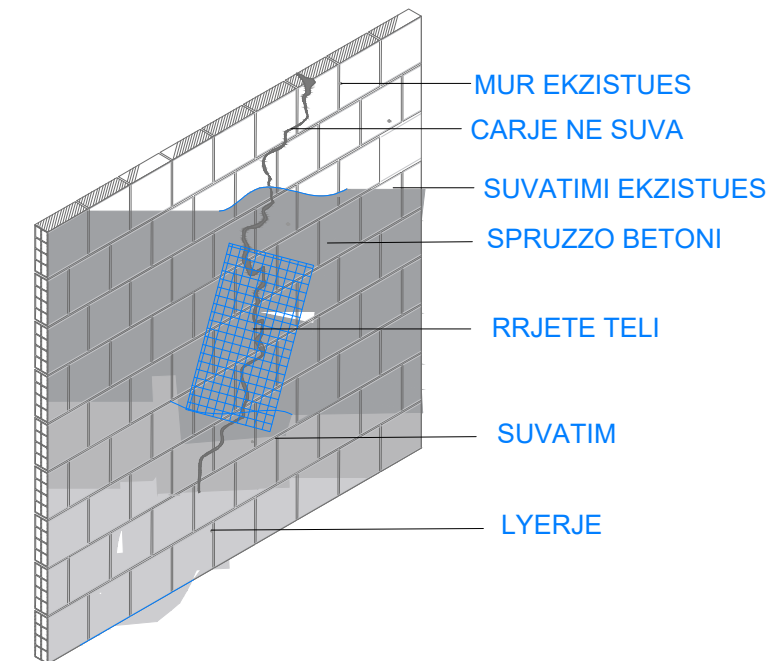 MUR EKZISTUES
CARJE NE SUVA
SUVATIMI EKZISTUES
SPRUZZO BETONI
RRJETE TELI
SUVATIM
LYERJE